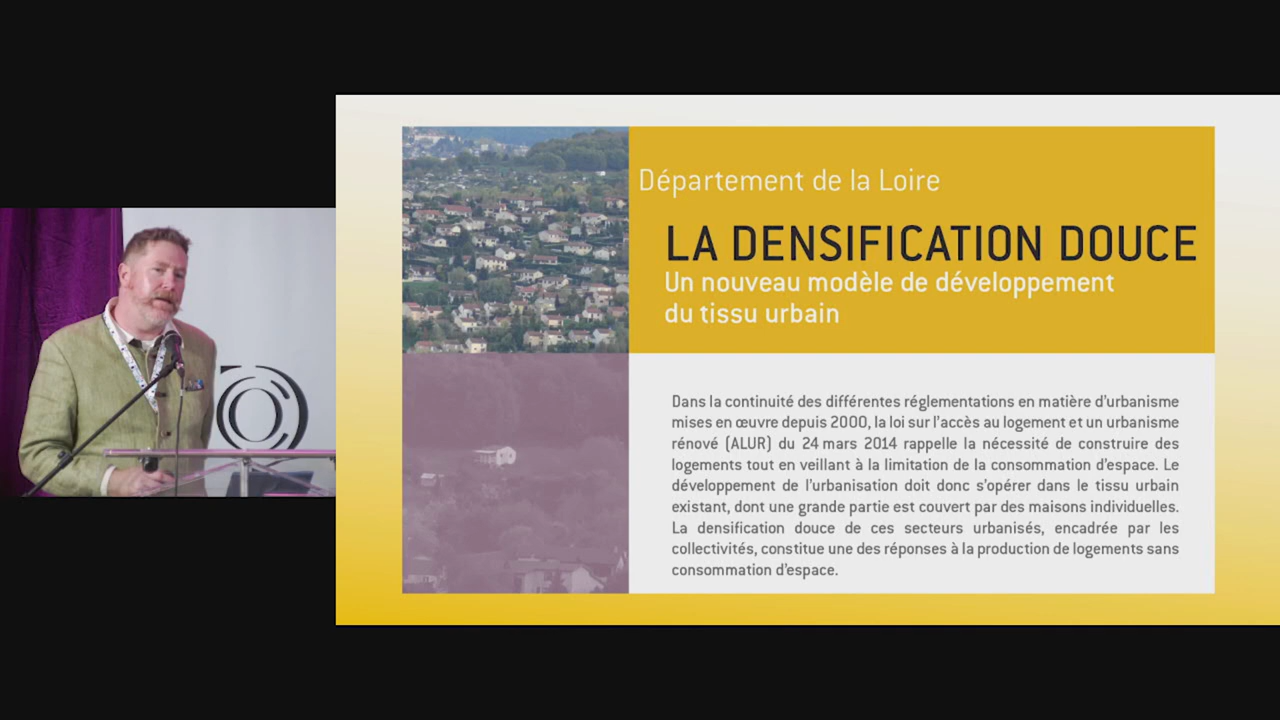 Département de la Loire
LA DENSIFICATION DOUCE
Un nouveau modèle de développement
du tissu urbain
Dans la continuité des différentes réglementations en matière d'urbanisme
mises en œuvre depuis 2000, la loi sur l'accès au logement et un urbanisme
rénové (ALUR) du 24 mars 2014 rappelle la nécessité de construire des
logements tout en veillant à la limitation de la consommation d'espace. Le
développement de l'urbanisation doit donc s'opérer dans le tissu urbain
existant, dont une grande partie est couvert par des maisons individuelles.
La densification douce de ces secteurs urbanisés, encadrée par les
collectivités, constitue une des réponses à la production de logements sans
consommation d'espace.